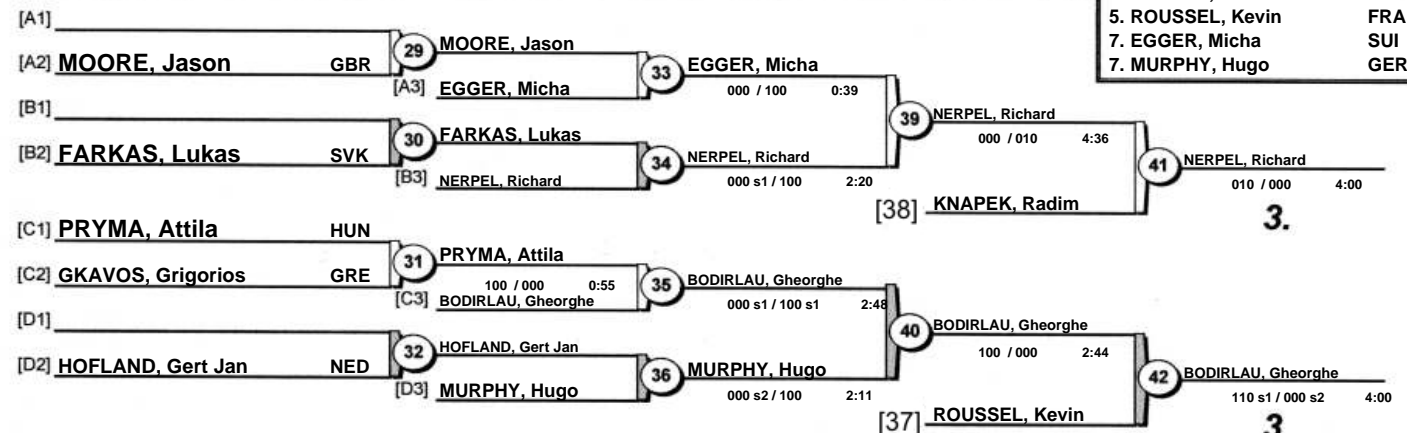 5. ROUSSEL, Kevin FRA
7. EGGER, Micha SUI
7. MURPHY, Hugo GER
[A1]
[A2] MOORE, Jason GBR
29
MOORE, Jason
[A3] EGGER, Micha
33
EGGER, Micha
000 / 100 0:39
[B1]
[B2] FARKAS, Lukas SVK
30
FARKAS, Lukas
[B3] NERPEL, Richard
34
NERPEL, Richard
000 s1 / 100 2:20
39
NERPEL, Richard
000 / 010 4:36
[38] KNAPEK, Radim
41
NERPEL, Richard
010 / 000 4:00
3.
[C1] PRYMA, Attila HUN
[C2] GKAVOS, Grigorios GRE
31
PRYMA, Attila
100 / 000 0:55
[C3] BODIRLAU, Gheorghe
35
BODIRLAU, Gheorghe
000 s1 / 100 s1 2:48
[D1]
[D2] HOFLAND, Gert Jan NED
32
HOFLAND, Gert Jan
[D3] MURPHY, Hugo
36
MURPHY, Hugo
000 s2 / 100 2:11
40
BODIRLAU, Gheorghe
100 / 000 2:44
[37] ROUSSEL, Kevin
42
BODIRLAU, Gheorghe
110 s1 / 000 s2 4:00
3